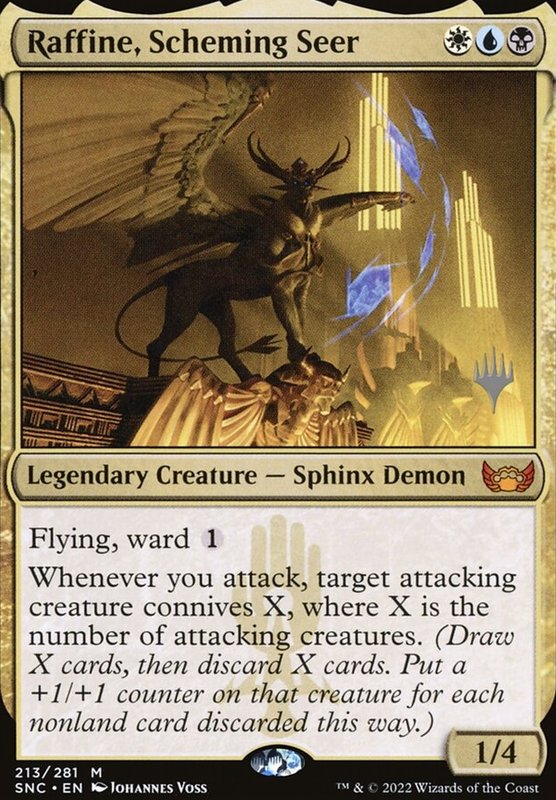 Raffine, Scheming Seer
Legendary Creature — Sphinx Demon
Flying, ward 1
Whenever you attack, target attacking
creature connives X, where X is the
number of attacking creatures. (Draw
X cards, then discard X cards. Put a
+1/+1 counter on that creature for each
nonland card discarded this way.)
1/4
213/281 M
SNC • EN Johannes Voss
™ & © 2022 Wizards of the Coast